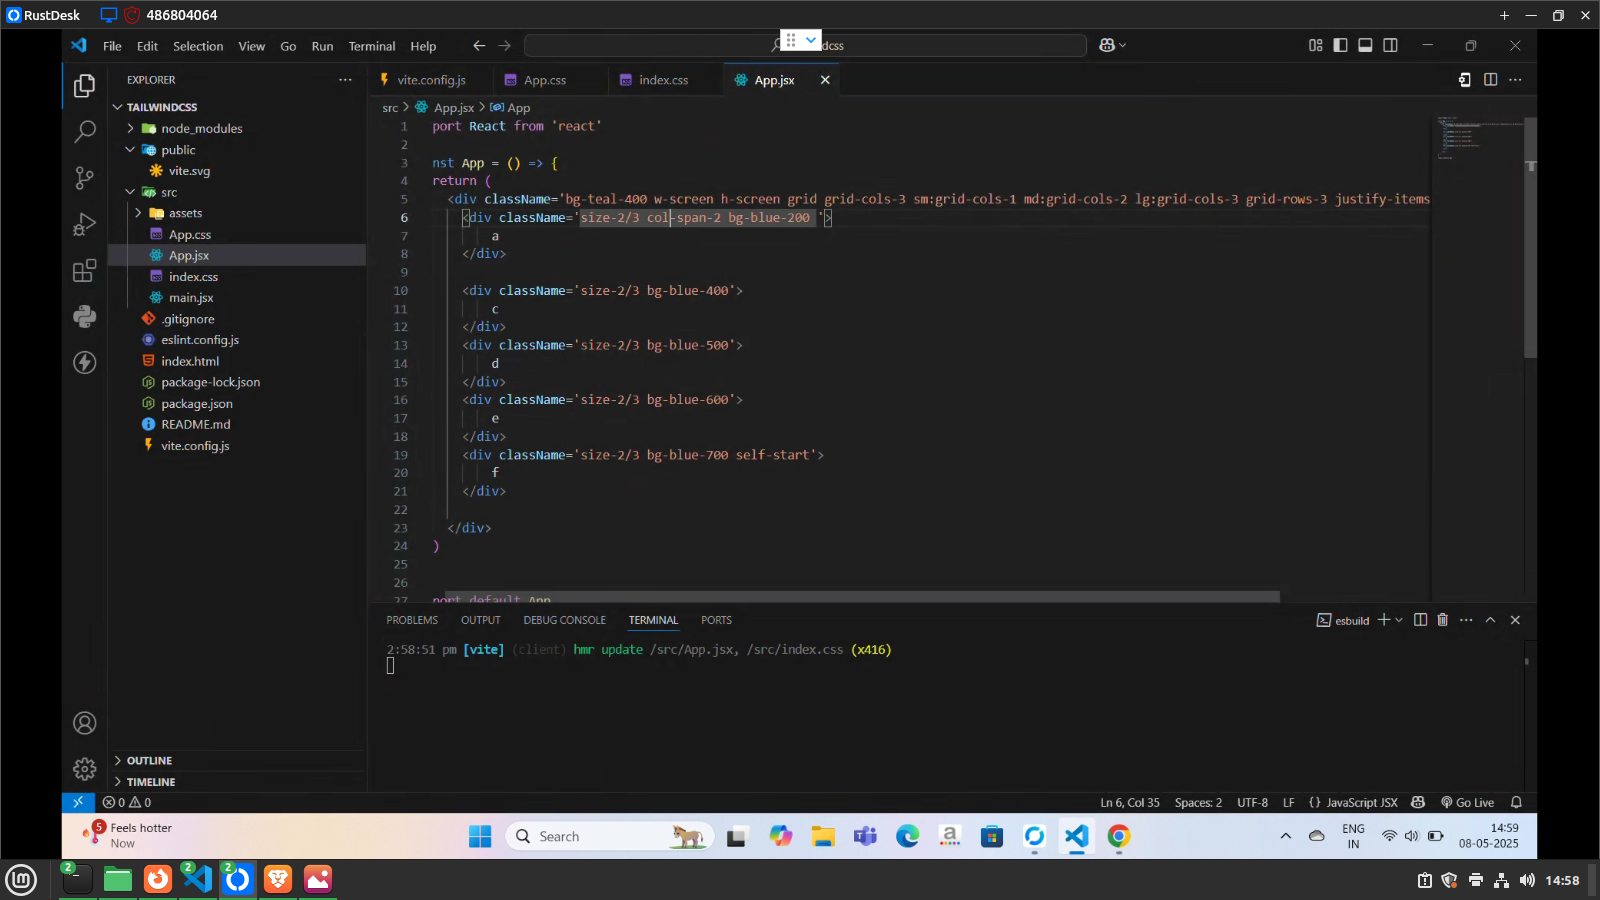 RustDesk 486804064
File Edit Selection View Go Run Terminal Help dcss
EXPLORER
TAILWINDCSS
node_modules
public
vite.svg
src
assets
App.css
App.jsx
index.css
main.jsx
.gitignore
eslint.config.js
index.html
package-lock.json
package.json
README.md
vite.config.js
OUTLINE
TIMELINE
vite.config.js App.css index.css App.jsx
src > App.jsx > App
1 port React from 'react'
2
3 nst App = () => {
4 return (
5 <div className='bg-teal-400 w-screen h-screen grid grid-cols-3 sm:grid-cols-1 md:grid-cols-2 lg:grid-cols-3 grid-rows-3 justify-items
6 <div className='size-2/3 col-span-2 bg-blue-200 '>
7 a
8 </div>
9
10 <div className='size-2/3 bg-blue-400'>
11 c
12 </div>
13 <div className='size-2/3 bg-blue-500'>
14 d
15 </div>
16 <div className='size-2/3 bg-blue-600'>
17 e
18 </div>
19 <div className='size-2/3 bg-blue-700 self-start'>
20 f
21 </div>
22
23 </div>
24 )
25
26
27 port default App
PROBLEMS OUTPUT DEBUG CONSOLE TERMINAL PORTS esbuild
2:58:51 pm [vite] (client) hmr update /src/App.jsx, /src/index.css (x416)
0 0 Ln 6, Col 35 Spaces: 2 UTF-8 LF {} JavaScript JSX Go Live
5 Feels hotter
Now
Search
ENG
IN
14:59
08-05-2025
2 2 2
14:58